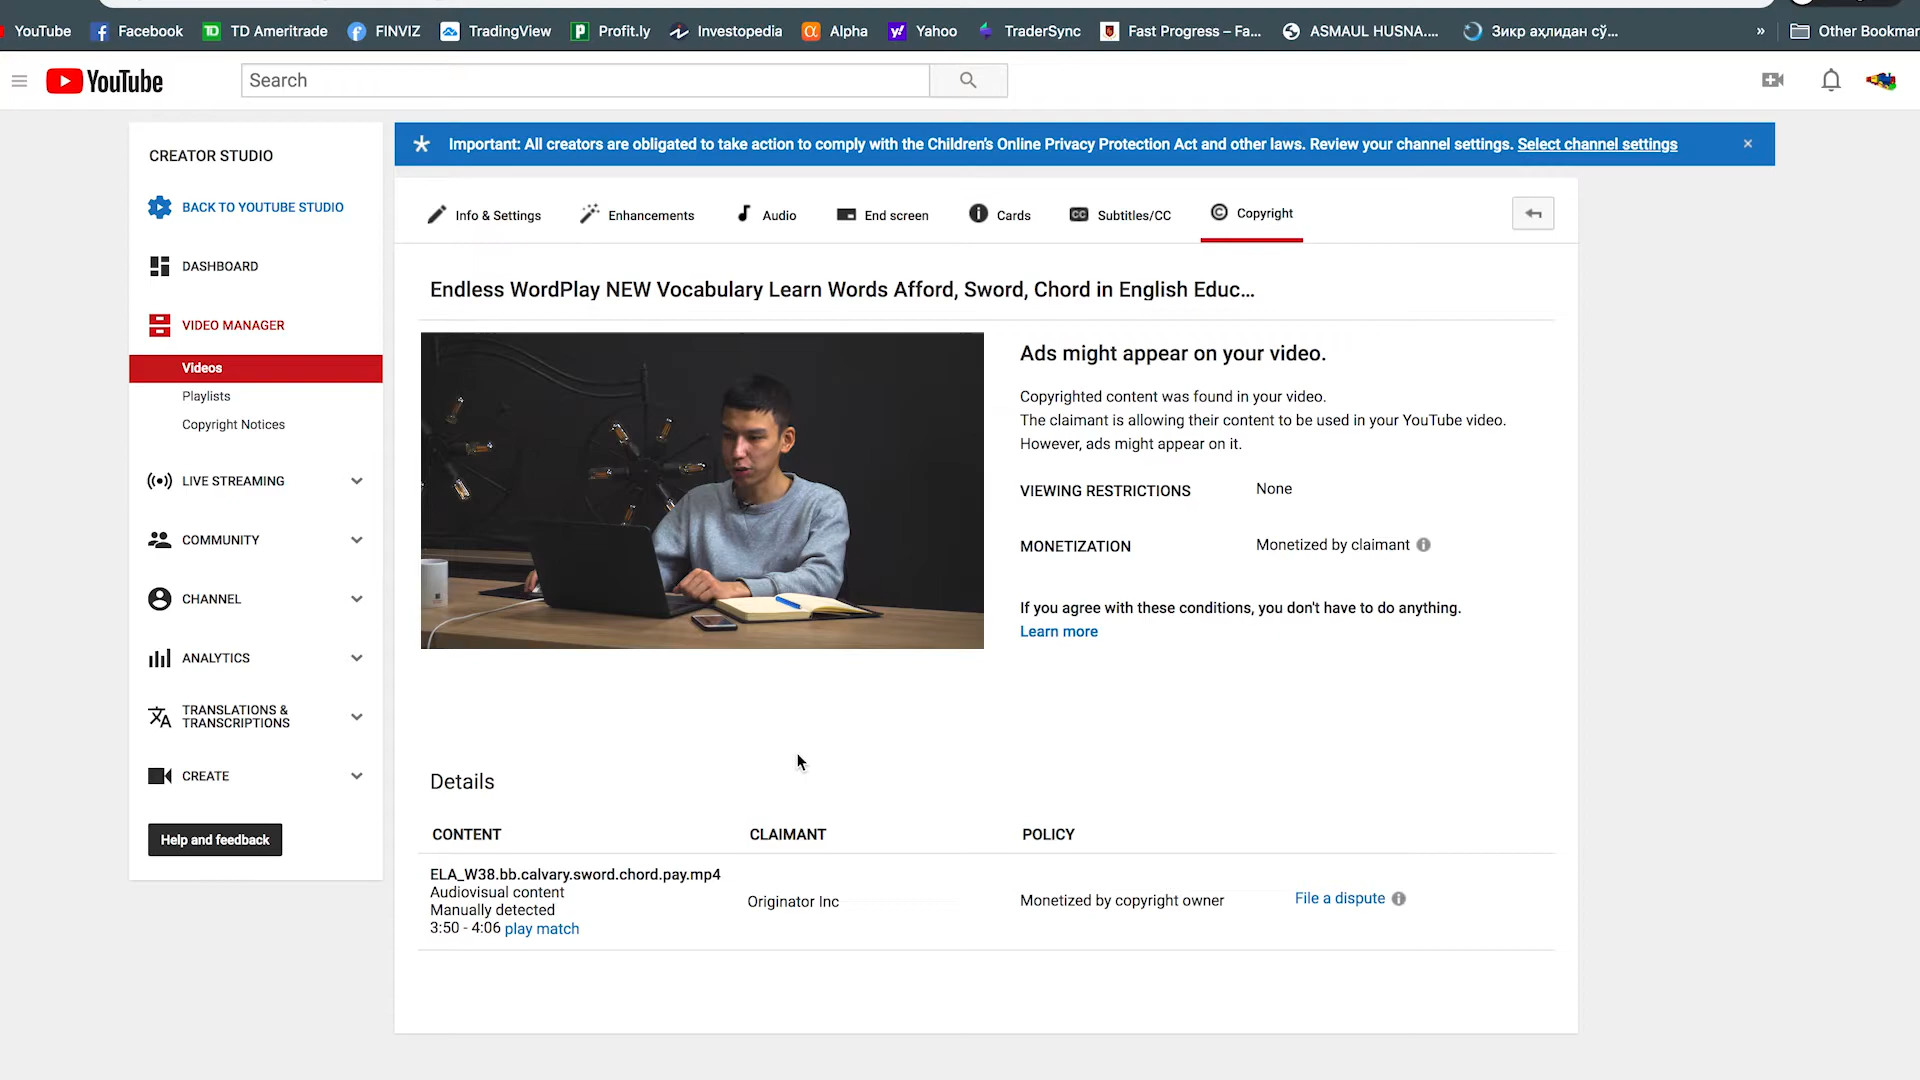 YouTube Facebook TD Ameritrade FINVIZ TradingView Profit.ly Investopedia Alpha Yahoo TraderSync Fast Progress – Fa... ASMAUL HUSNA.... Зикр аҳлидан сў... » Other Bookmar
YouTube Search
CREATOR STUDIO
BACK TO YOUTUBE STUDIO
DASHBOARD
VIDEO MANAGER
Videos
Playlists
Copyright Notices
LIVE STREAMING
COMMUNITY
CHANNEL
ANALYTICS
TRANSLATIONS &
TRANSCRIPTIONS
CREATE
Help and feedback
Important: All creators are obligated to take action to comply with the Children's Online Privacy Protection Act and other laws. Review your channel settings. Select channel settings ×
Info & Settings Enhancements Audio End screen Cards CC Subtitles/CC © Copyright
Endless WordPlay NEW Vocabulary Learn Words Afford, Sword, Chord in English Educ...
Ads might appear on your video.
Copyrighted content was found in your video.
The claimant is allowing their content to be used in your YouTube video.
However, ads might appear on it.
VIEWING RESTRICTIONS None
MONETIZATION Monetized by claimant
If you agree with these conditions, you don't have to do anything.
Learn more
Details
CONTENT CLAIMANT POLICY
ELA_W38.bb.calvary.sword.chord.pay.mp4
Audiovisual content
Manually detected
3:50 - 4:06 play match
Originator Inc
Monetized by copyright owner
File a dispute